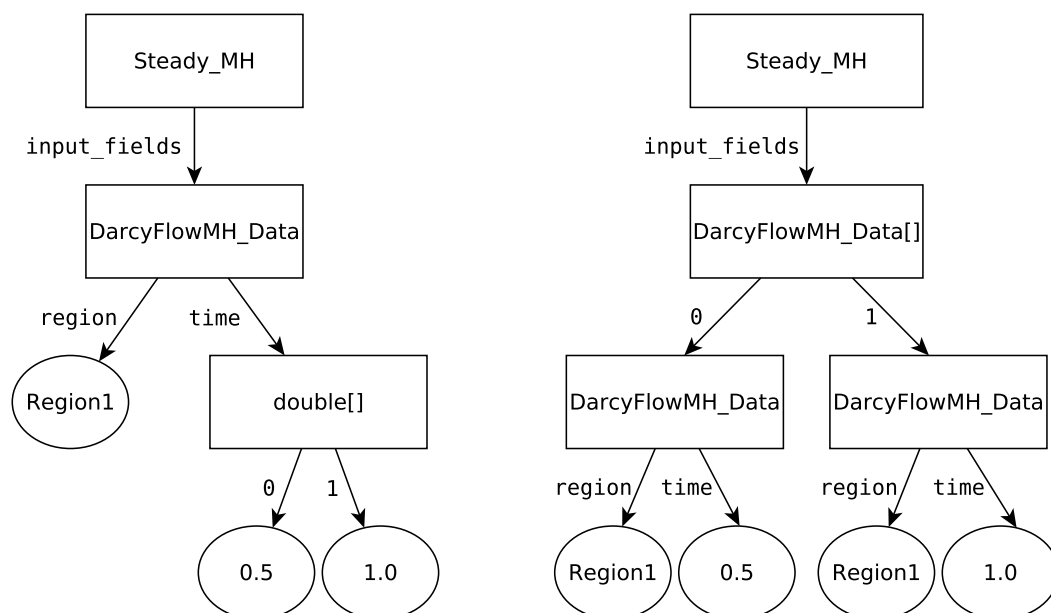 Steady_MH
input_fields
DarcyFlowMH_Data
region
time
Region1
double[]
0
1
0.5
1.0
Steady_MH
input_fields
DarcyFlowMH_Data[]
0
1
DarcyFlowMH_Data
DarcyFlowMH_Data
region
time
region
time
Region1
0.5
Region1
1.0